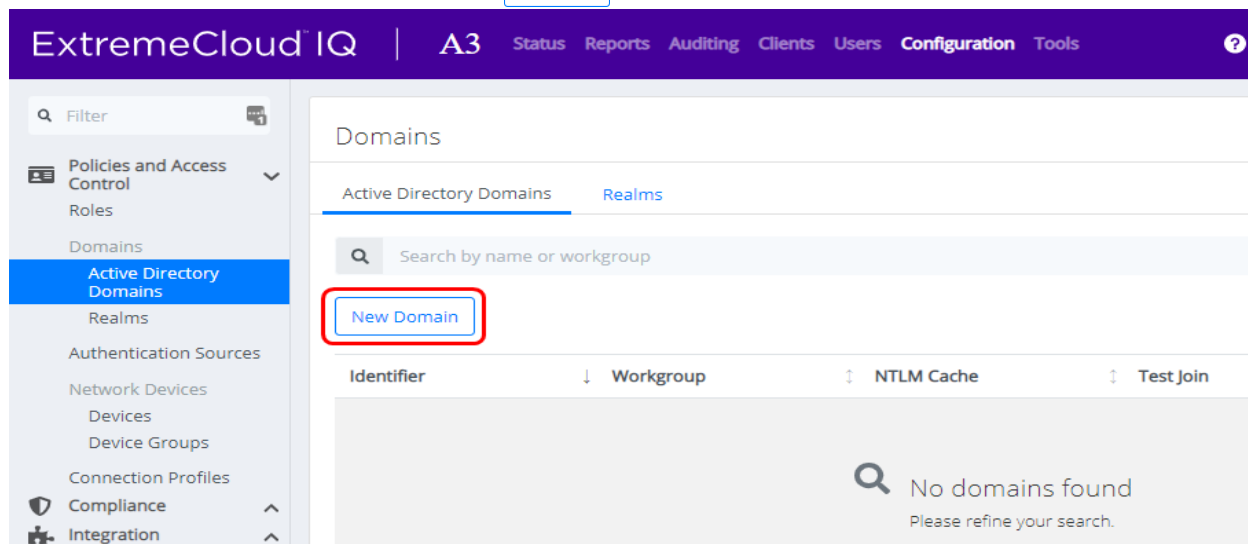 ExtremeCloud™ IQ | A3 Status Reports Auditing Clients Users Configuration Tools ?
Filter
Policies and Access
Control
Roles
Domains
Active Directory
Domains
Realms
Authentication Sources
Network Devices
Devices
Device Groups
Connection Profiles
Compliance
Integration
Domains
Active Directory Domains Realms
Search by name or workgroup
New Domain
Identifier ↓ Workgroup ↕ NTLM Cache ↕ Test Join
No domains found
Please refine your search.